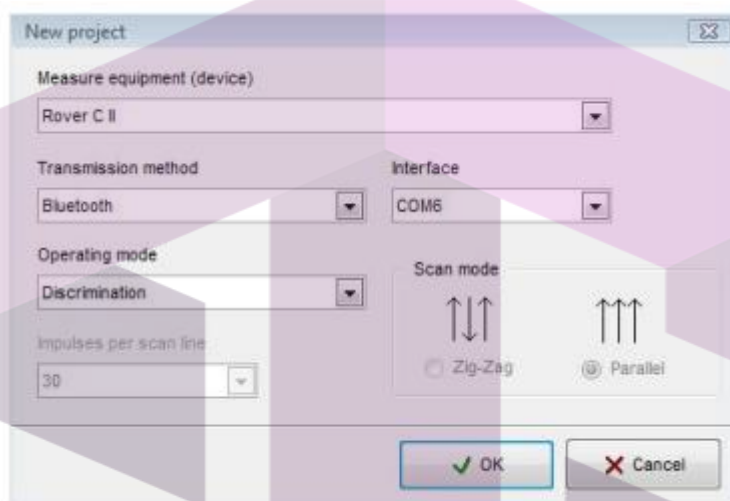 New project
Measure equipment (device)
Rover C II
Transmission method
Interface
Bluetooth
COM6
Operating mode
Discrimination
Scan mode
Impulses per scan line
30
Zig-Zag
Parallel
OK
Cancel